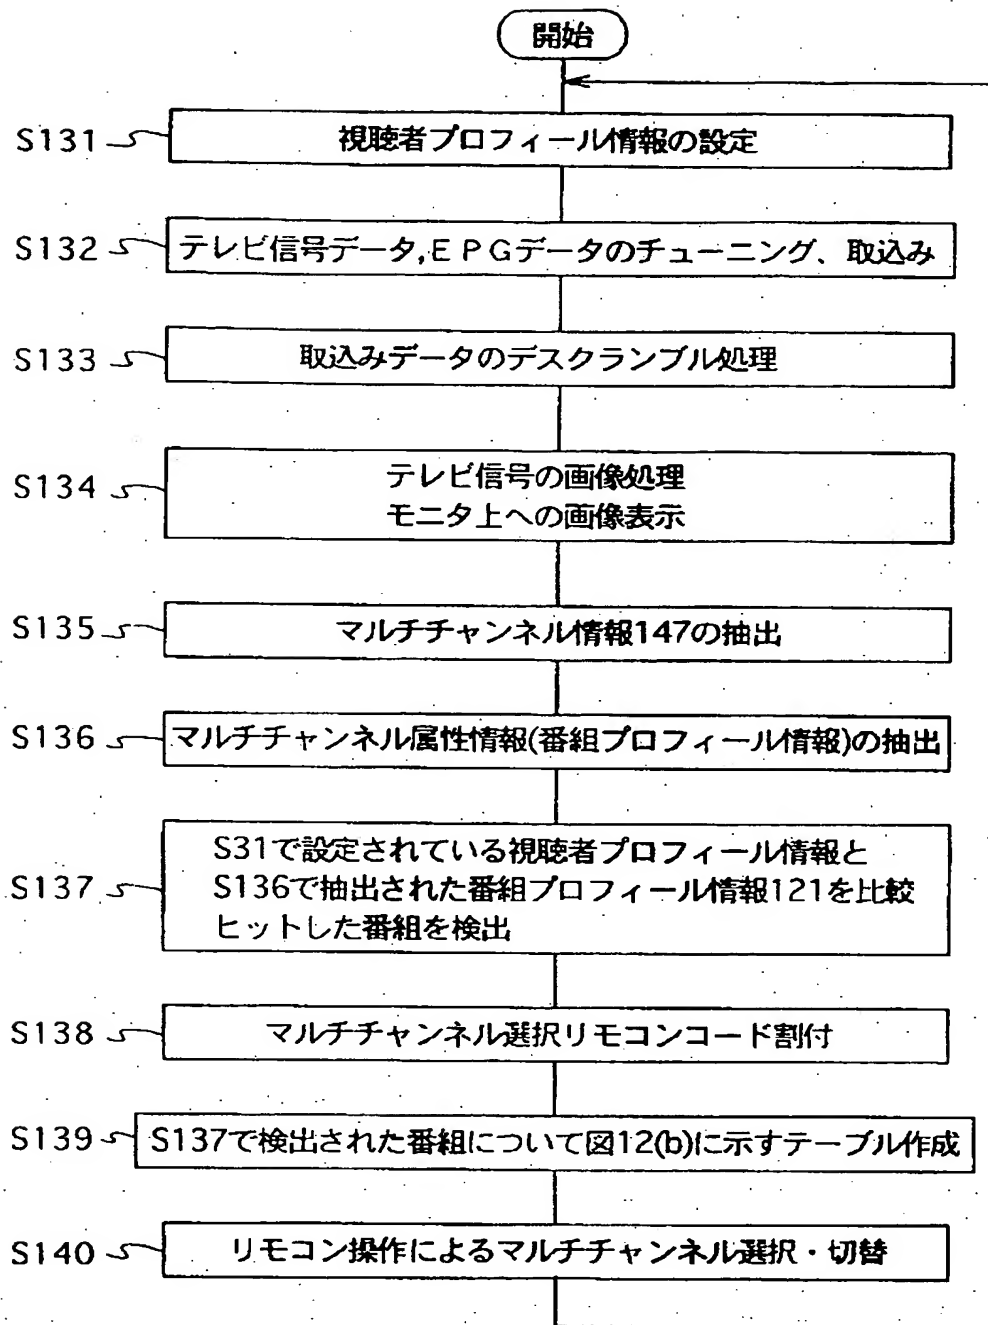 開始
S131
視聴者プロフィール情報の設定
S132
テレビ信号データ,EPGデータのチューニング、取込み
S133
取込みデータのデスクランブル処理
S134
テレビ信号の画像処理
モニタ上への画像表示
S135
マルチチャンネル情報147の抽出
S136
マルチチャンネル属性情報(番組プロフィール情報)の抽出
S137
S31で設定されている視聴者プロフィール情報と
S136で抽出された番組プロフィール情報121を比較
ヒットした番組を検出
S138
マルチチャンネル選択リモコンコード割付
S139
S137で検出された番組について図12(b)に示すテーブル作成
S140
リモコン操作によるマルチチャンネル選択・切替